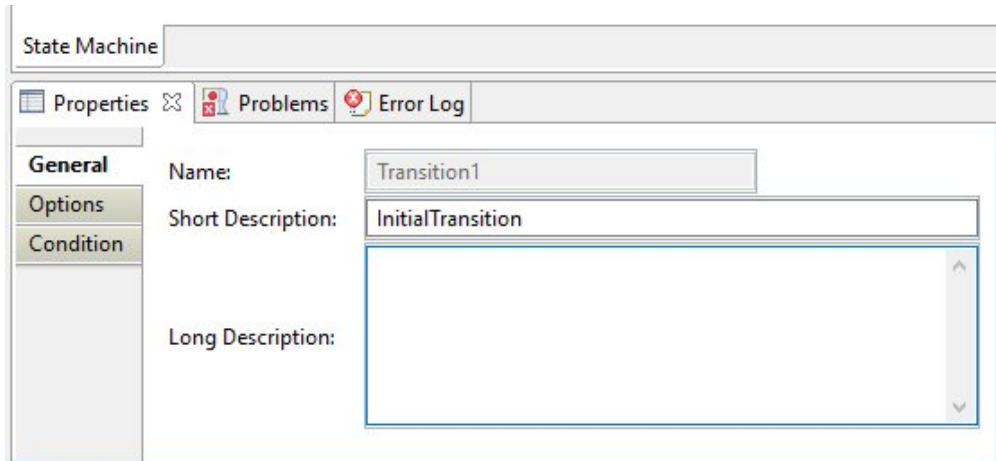 State Machine
Properties Problems Error Log
General
Name: Transition1
Options
Short Description: InitialTransition
Condition
Long Description: